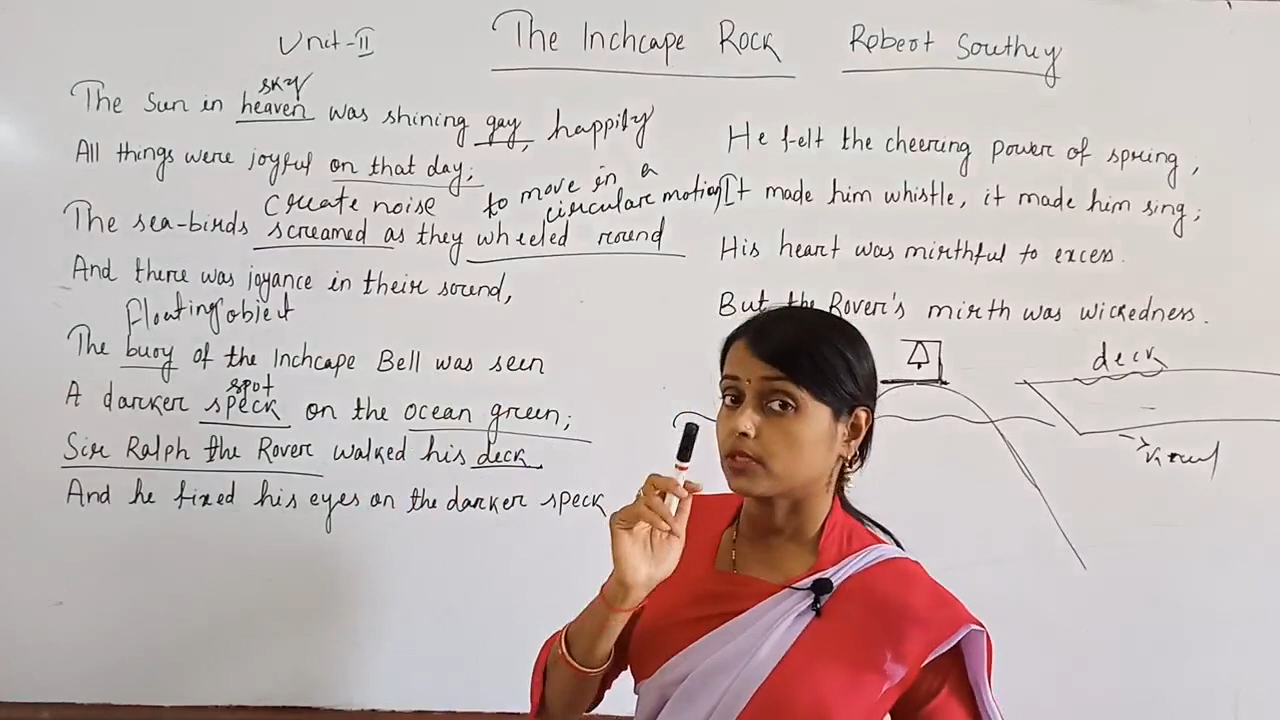 Unit-II
The Inchcape Rock
Robert Southey
sky
The Sun in heaven was shining gay, happily
All things were joyful on that day;
create noise to move in a circular motion
The sea-birds screamed as they wheeled round
And there was joyance in their sound,
floating object
The buoy of the Inchcape Bell was seen
spot
A darker speck on the ocean green;
Sir Ralph the Rover walked his deck,
And he fixed his eyes on the darker speck
He felt the cheering power of spring;
It made him whistle, it made him sing;
His heart was mirthful to excess.
But the Rover's mirth was wickedness.
deck